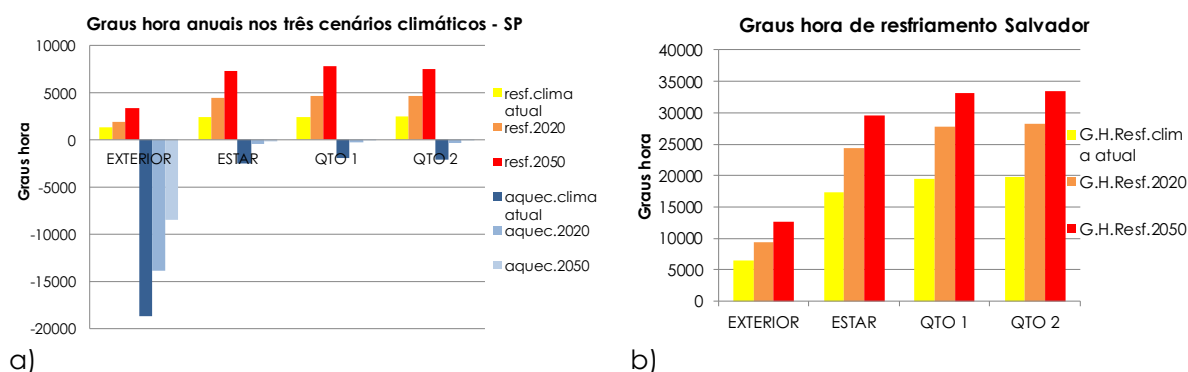 Graus hora anuais nos três cenários climáticos - SP
10000
5000
0
-5000
-10000
-15000
-20000
Graus hora
EXTERIOR
ESTAR
QTO 1
QTO 2
resf.clima
atual
resf.2020
resf.2050
aquec.clima
atual
aquec.2020
aquec.2050
a)
Graus hora de resfriamento Salvador
40000
35000
30000
25000
20000
15000
10000
5000
0
Graus hora
EXTERIOR
ESTAR
QTO 1
QTO 2
G.H.Resf.clim
a atual
G.H.Resf.2020
G.H.Resf.2050
b)